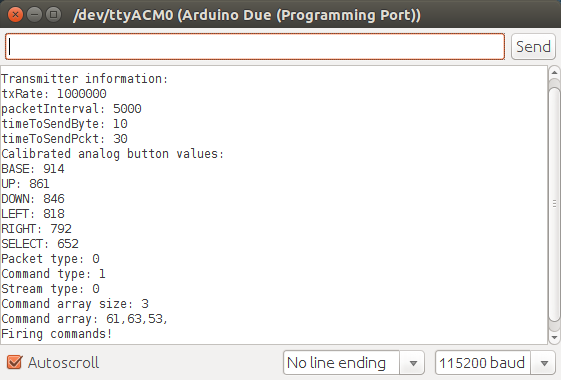 /dev/ttyACM0 (Arduino Due (Programming Port))
Send
Transmitter information:
txRate: 1000000
packetInterval: 5000
timeToSendByte: 10
timeToSendPckt: 30
Calibrated analog button values:
BASE: 914
UP: 861
DOWN: 846
LEFT: 818
RIGHT: 792
SELECT: 652
Packet type: 0
Command type: 1
Stream type: 0
Command array size: 3
Command array: 61,63,53,
Firing commands!
Autoscroll
No line ending
115200 baud